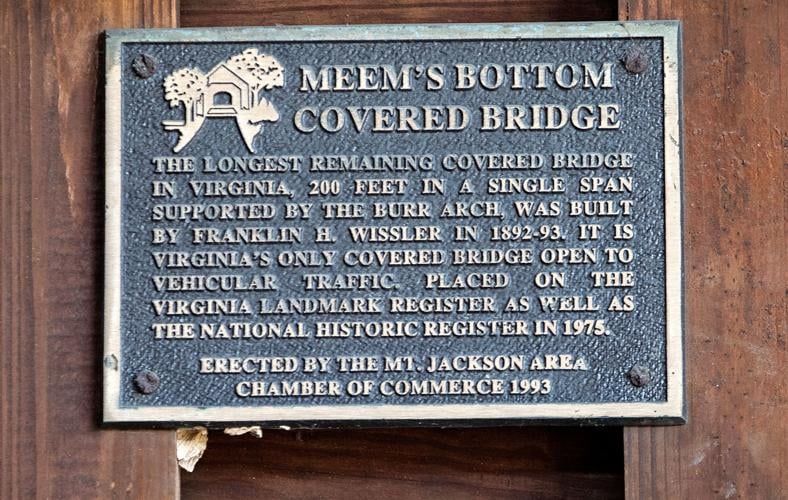 MEEM'S BOTTOM
COVERED BRIDGE
THE LONGEST REMAINING COVERED BRIDGE
IN VIRGINIA, 200 FEET IN A SINGLE SPAN
SUPPORTED BY THE BURR ARCH, WAS BUILT
BY FRANKLIN H. WISSLER IN 1892-93. IT IS
VIRGINIA'S ONLY COVERED BRIDGE OPEN TO
VEHICULAR TRAFFIC. PLACED ON THE
VIRGINIA LANDMARK REGISTER AS WELL AS
THE NATIONAL HISTORIC REGISTER IN 1975.
ERECTED BY THE MT. JACKSON AREA
CHAMBER OF COMMERCE 1993